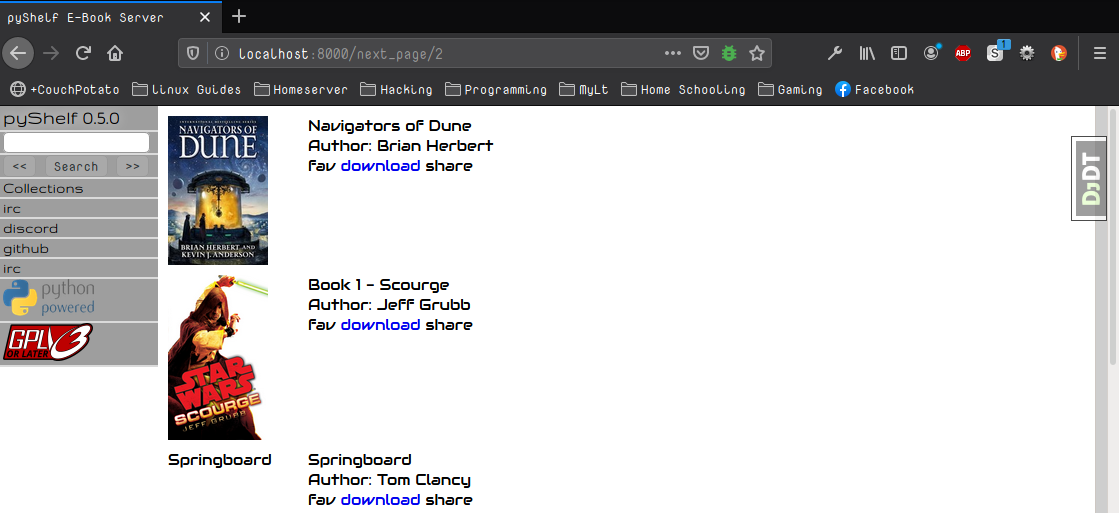 pyShelf E-Book Server
localhost:8000/next_page/2
ABP
S
1
+CouchPotato
linux Guides
Homeserver
Hacking
Programming
MyLt
Home Schooling
Gaming
Facebook
pyShelf 0.5.0
<< Search >>
Collections
irc
discord
github
irc
python
powered
GPLv3
OR LATER
NAVIGATORS OF
DUNE
BRIAN HERBERT AND
KEVIN J. ANDERSON
Navigators of Dune
Author: Brian Herbert
fav download share
STAR
WARS
SCOURGE
JEFF GRUBB
Book 1 - Scourge
Author: Jeff Grubb
fav download share
Springboard
Springboard
Author: Tom Clancy
fav download share
DjDT